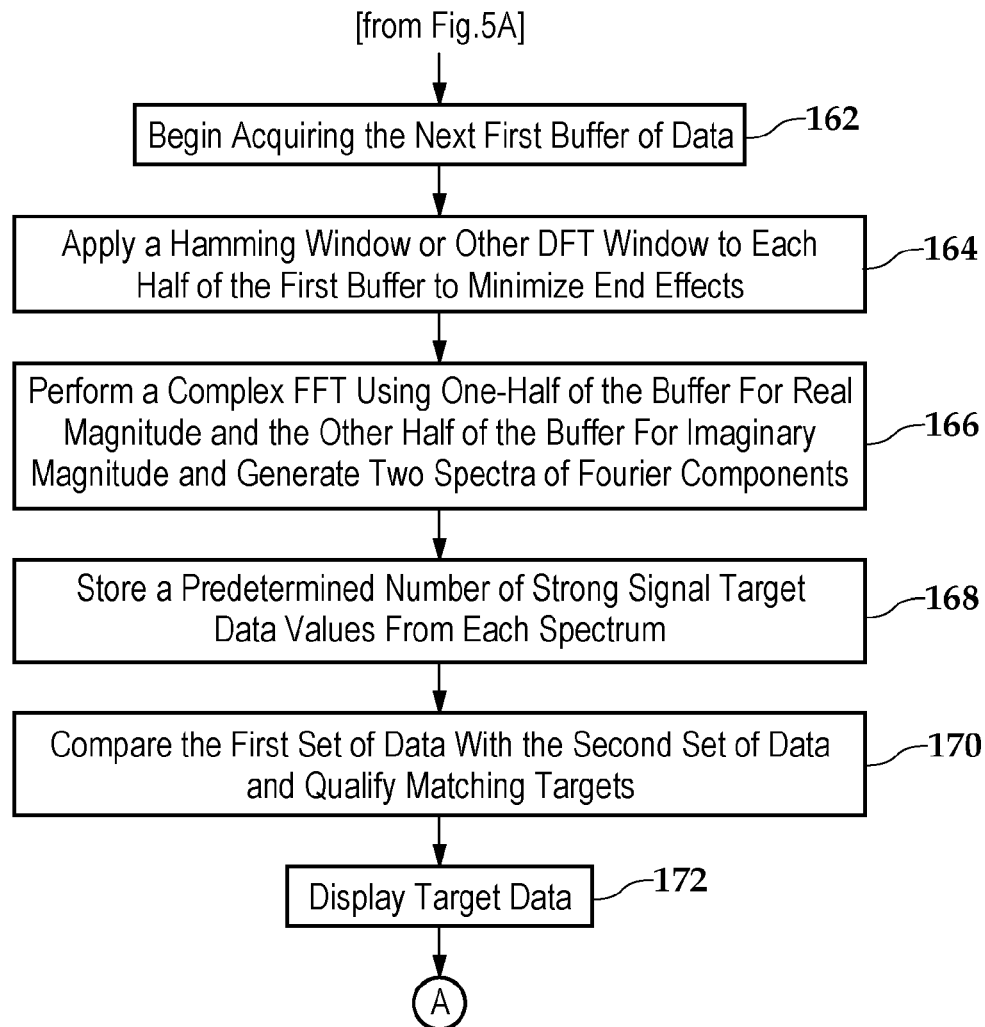 [from Fig.5A]
Begin Acquiring the Next First Buffer of Data
162
Apply a Hamming Window or Other DFT Window to Each
Half of the First Buffer to Minimize End Effects
164
Perform a Complex FFT Using One-Half of the Buffer For Real
Magnitude and the Other Half of the Buffer For Imaginary
Magnitude and Generate Two Spectra of Fourier Components
166
Store a Predetermined Number of Strong Signal Target
Data Values From Each Spectrum
168
Compare the First Set of Data With the Second Set of Data
and Qualify Matching Targets
170
Display Target Data
172
A